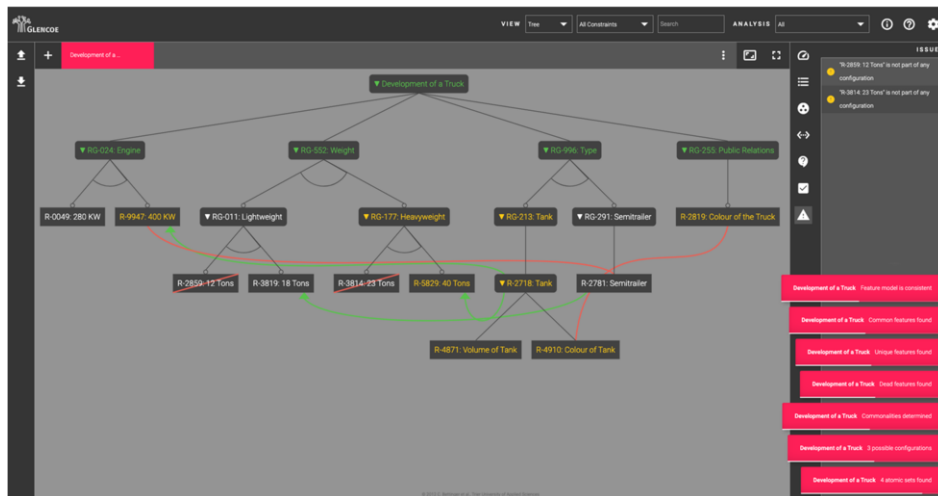 GLENCOE
VIEW Tree All Constraints Search ANALYSIS All
Development of a ...
ISSUE
"R-2859: 12 Tons" is not part of any
configuration
"R-3814: 23 Tons" is not part of any
configuration
Development of a Truck
RG-024: Engine RG-552: Weight RG-996: Type RG-255: Public Relations
R-0049: 280 KW R-9947: 400 KW RG-011: Lightweight RG-177: Heavyweight RG-213: Tank RG-291: Semitrailer R-2819: Colour of the Truck
R-2859: 12 Tons R-3819: 18 Tons R-3814: 23 Tons R-5829: 40 Tons R-2718: Tank R-2781: Semitrailer
R-4871: Volume of Tank R-4910: Colour of Tank
Development of a Truck Feature model is consistent
Development of a Truck Common features found
Development of a Truck Unique features found
Development of a Truck Dead features found
Development of a Truck Commonalities determined
Development of a Truck 3 possible configurations
Development of a Truck 4 atomic sets found